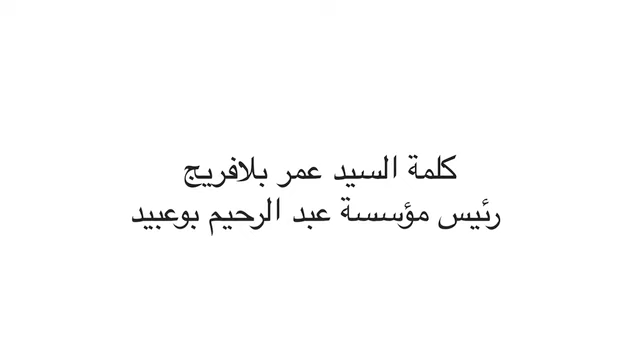 كلمة السيد عمر بلافريج
رئيس مؤسسة عبد الرحيم بوعبيد